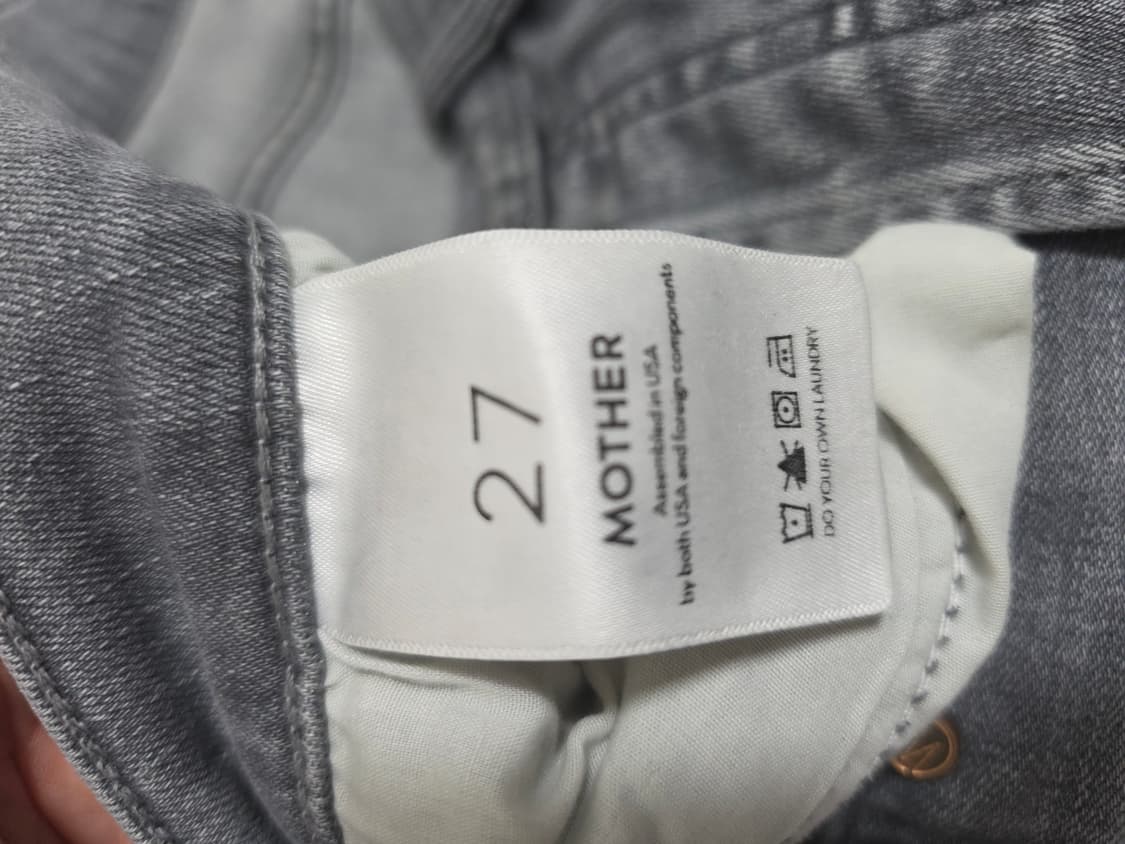 27
MOTHER
Assembled in USA
by both USA and foreign components
DO YOUR OWN LAUNDRY